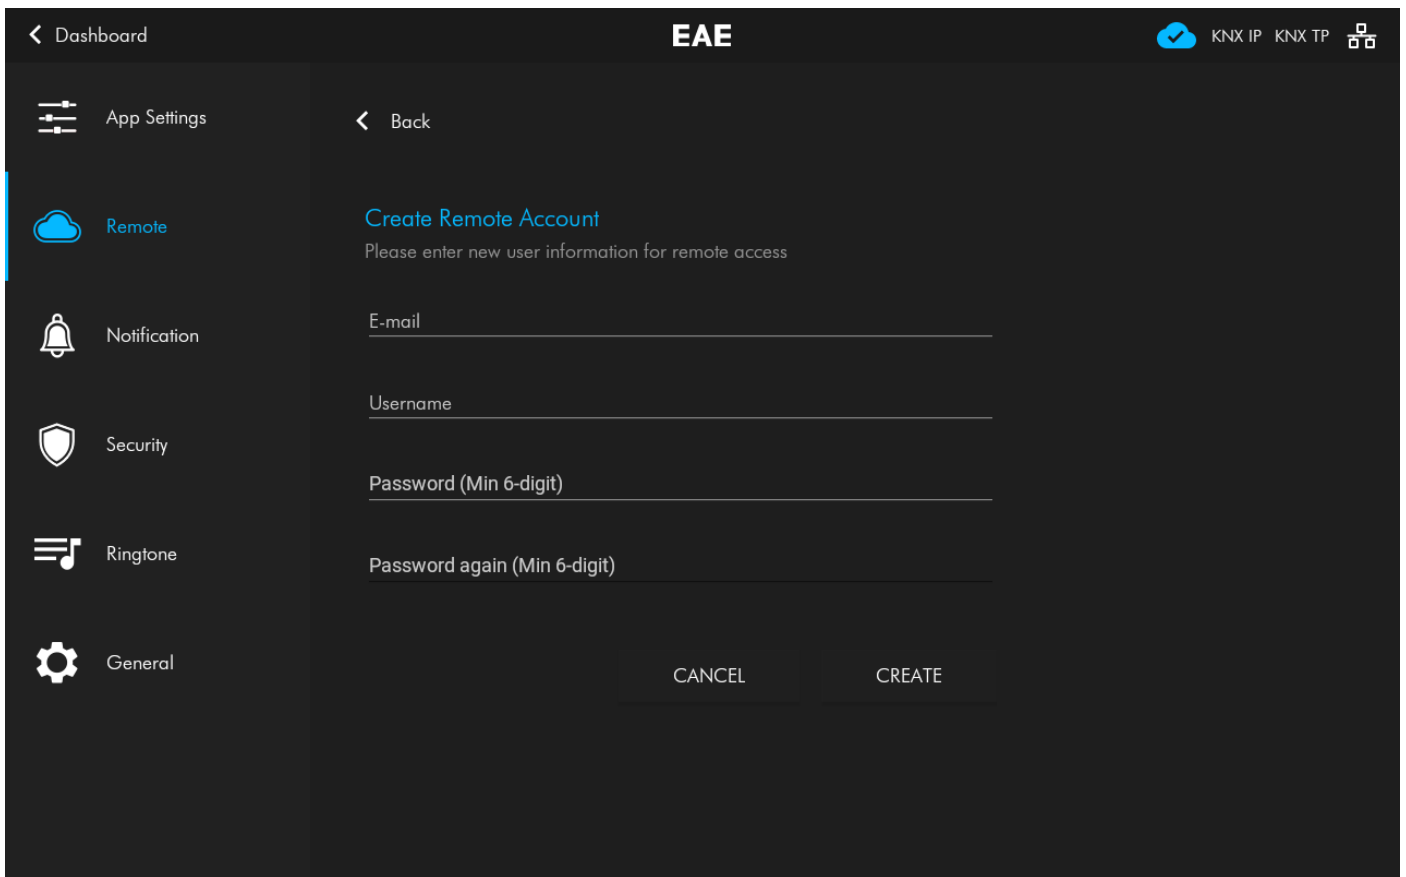 Dashboard
EAE
KNX IP KNX TP
App Settings
Remote
Notification
Security
Ringtone
General
Back
Create Remote Account
Please enter new user information for remote access
E-mail
Username
Password (Min 6-digit)
Password again (Min 6-digit)
CANCEL
CREATE